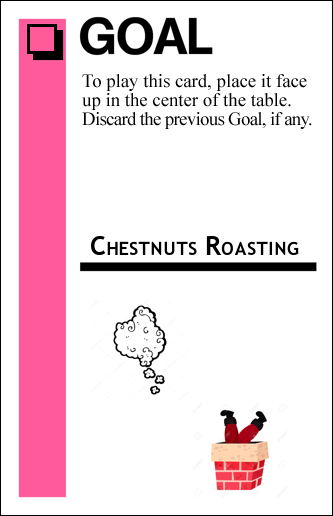 GOAL
To play this card, place it face
up in the center of the table.
Discard the previous Goal, if any.
Chestnuts Roasting